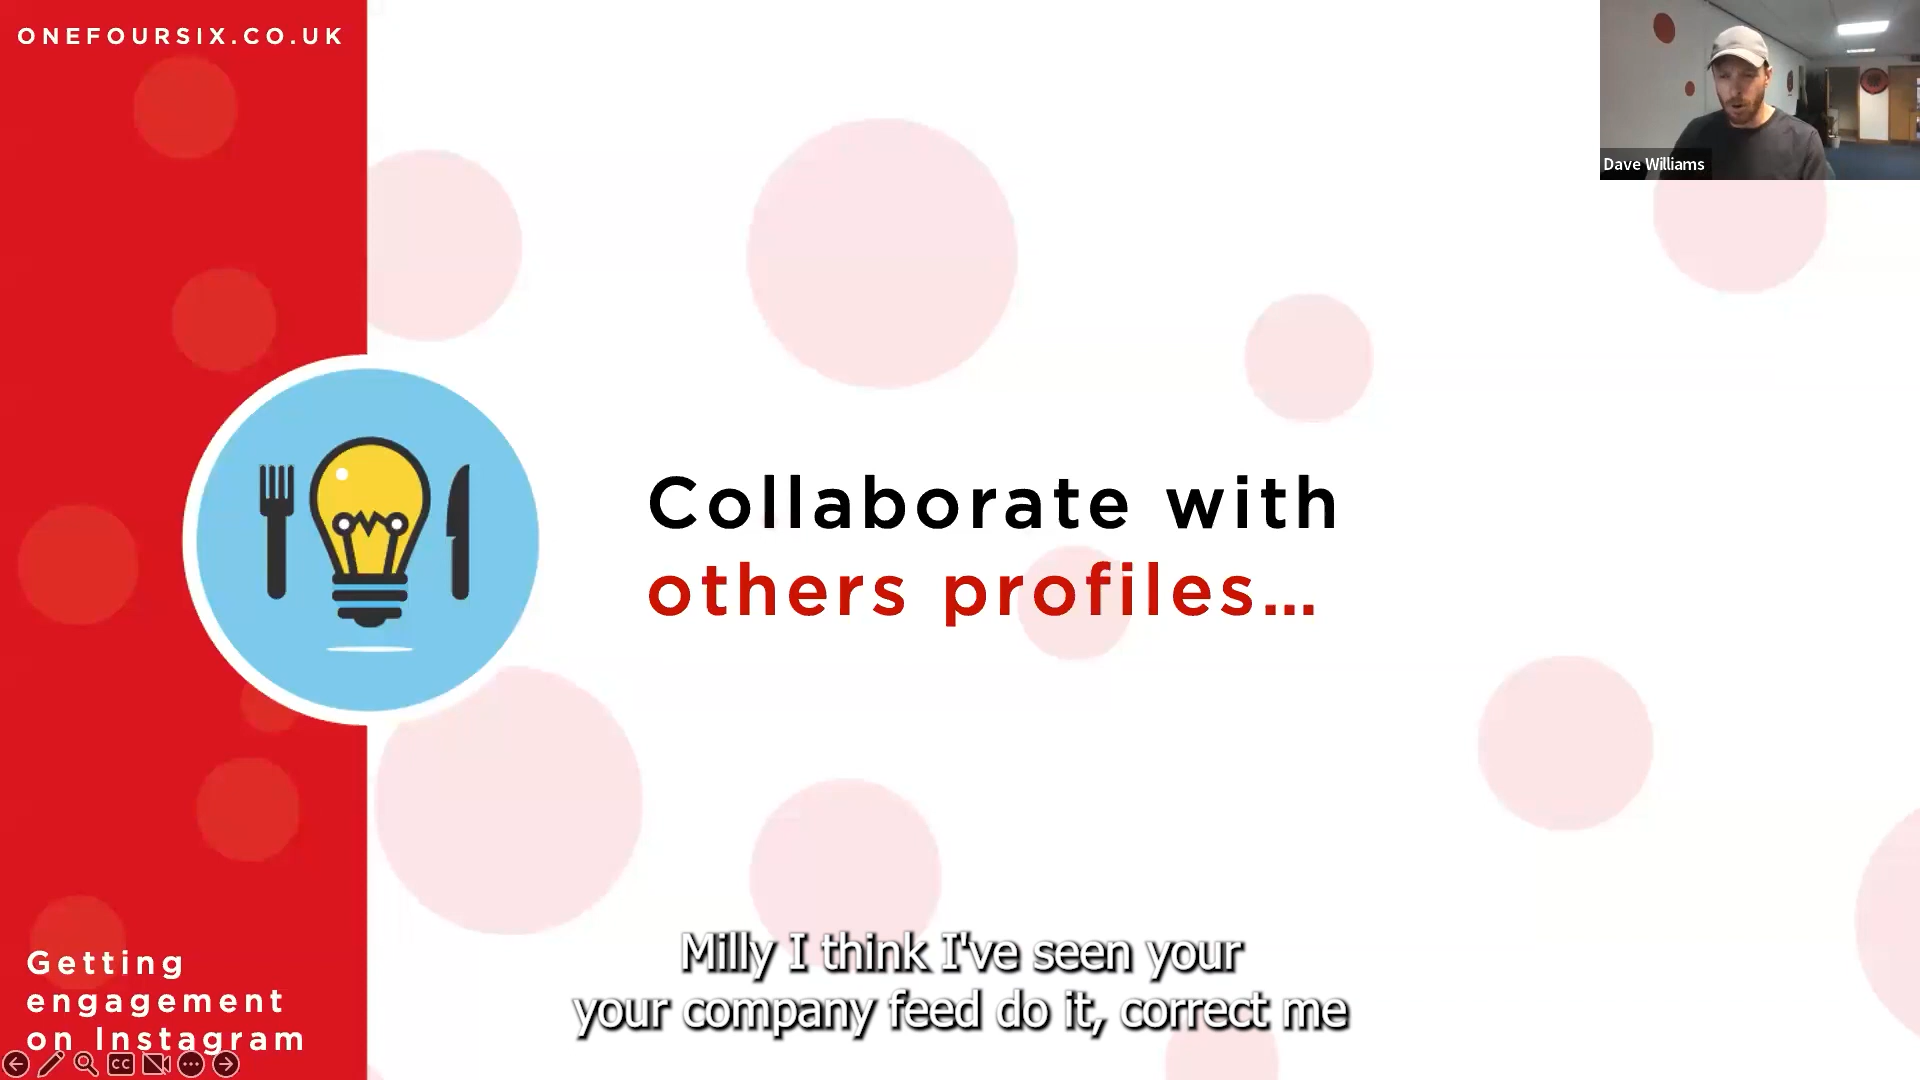 ONEFOURSIX.CO.UK
Dave Williams
Collaborate with
others profiles...
Milly I think I've seen your
your company feed do it, correct me
Getting
engagement
on Instagram
CC